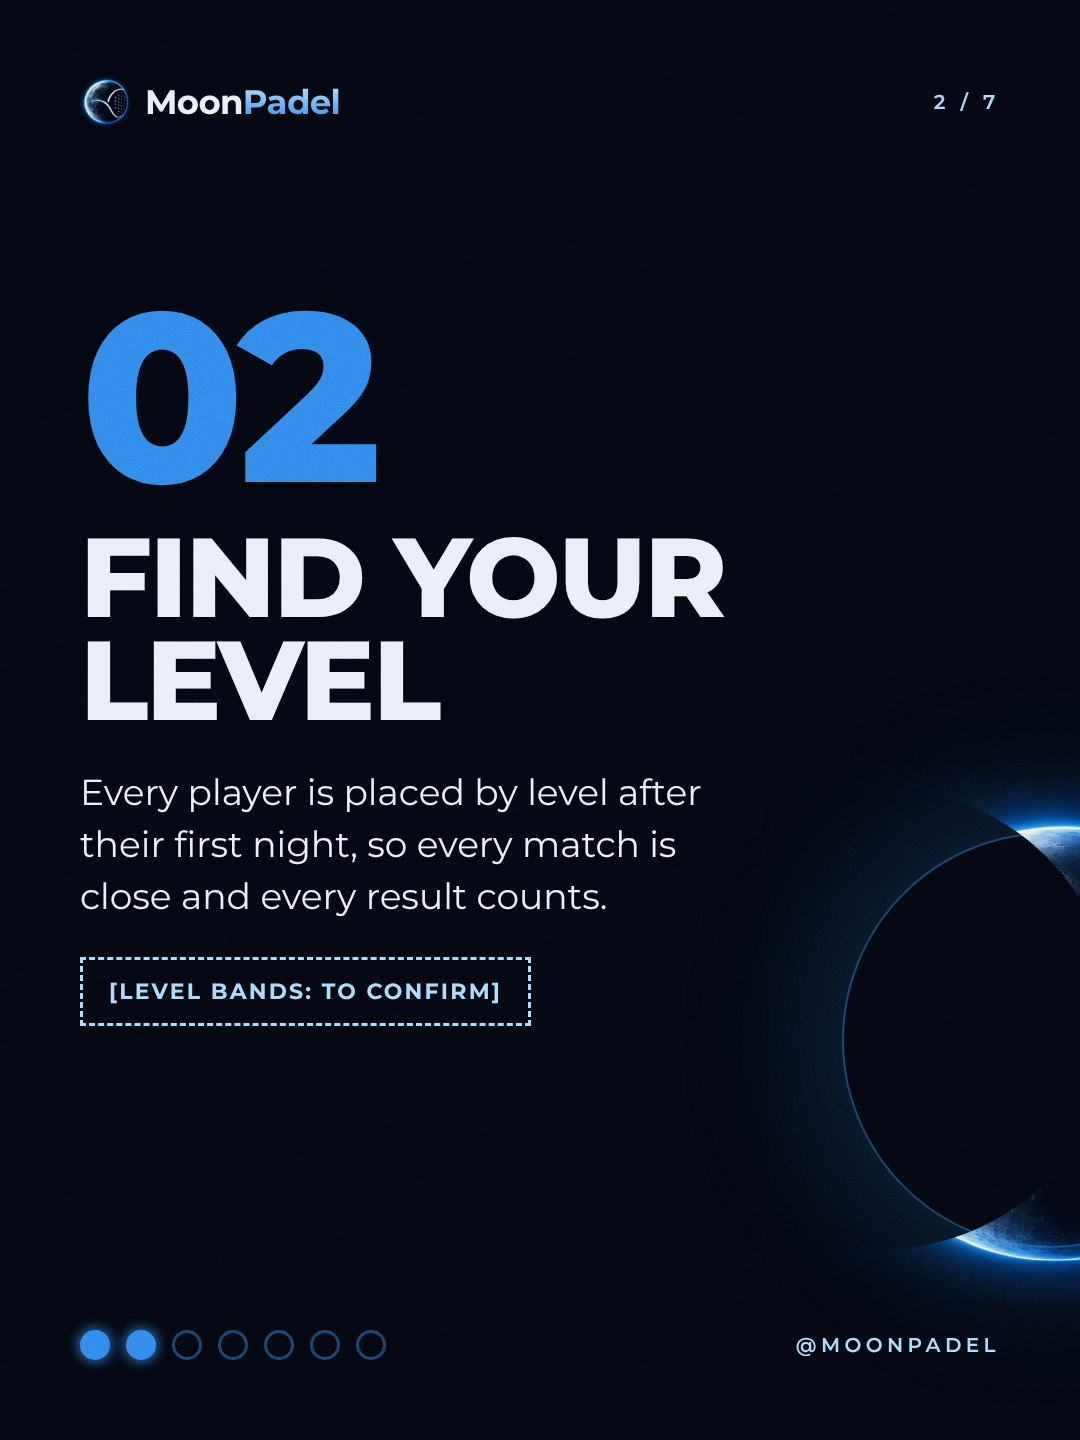 MoonPadel
2 / 7
02
FIND YOUR
LEVEL
Every player is placed by level after
their first night, so every match is
close and every result counts.
[LEVEL BANDS: TO CONFIRM]
@MOONPADEL